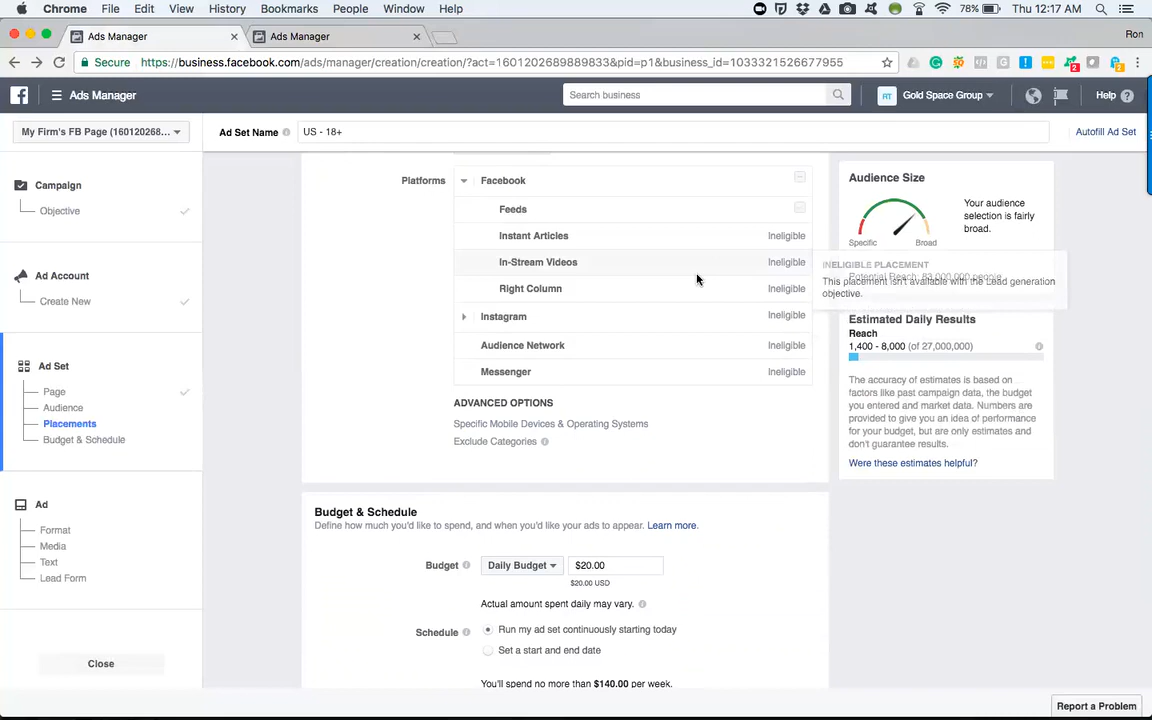 Chrome File Edit View History Bookmarks People Window Help 78% Thu 12:17 AM
Ads Manager Ads Manager Ron
Secure https://business.facebook.com/ads/manager/creation/creation/?act=1601202689889833&pid=p1&business_id=1033321526677955
Ads Manager Search business Gold Space Group Help
My Firm's FB Page (160120268... Ad Set Name US - 18+ Autofill Ad Set
Campaign
Objective
Ad Account
Create New
Ad Set
Page
Audience
Placements
Budget & Schedule
Ad
Format
Media
Text
Lead Form
Close
Platforms Facebook
Feeds
Instant Articles Ineligible
In-Stream Videos Ineligible
Right Column Ineligible
Instagram Ineligible
Audience Network Ineligible
Messenger Ineligible
ADVANCED OPTIONS
Specific Mobile Devices & Operating Systems
Exclude Categories
Budget & Schedule
Define how much you'd like to spend, and when you'd like your ads to appear. Learn more.
Budget Daily Budget $20.00
$20.00 USD
Actual amount spent daily may vary.
Schedule Run my ad set continuously starting today
Set a start and end date
You'll spend no more than $140.00 per week.
Audience Size
Your audience
selection is fairly
broad.
Specific Broad
INELIGIBLE PLACEMENT
Potential Reach: 83,000,000 people
This placement isn't available with the Lead generation
objective.
Estimated Daily Results
Reach
1,400 - 8,000 (of 27,000,000)
The accuracy of estimates is based on
factors like past campaign data, the budget
you entered and market data. Numbers are
provided to give you an idea of performance
for your budget, but are only estimates and
don't guarantee results.
Were these estimates helpful?
Report a Problem